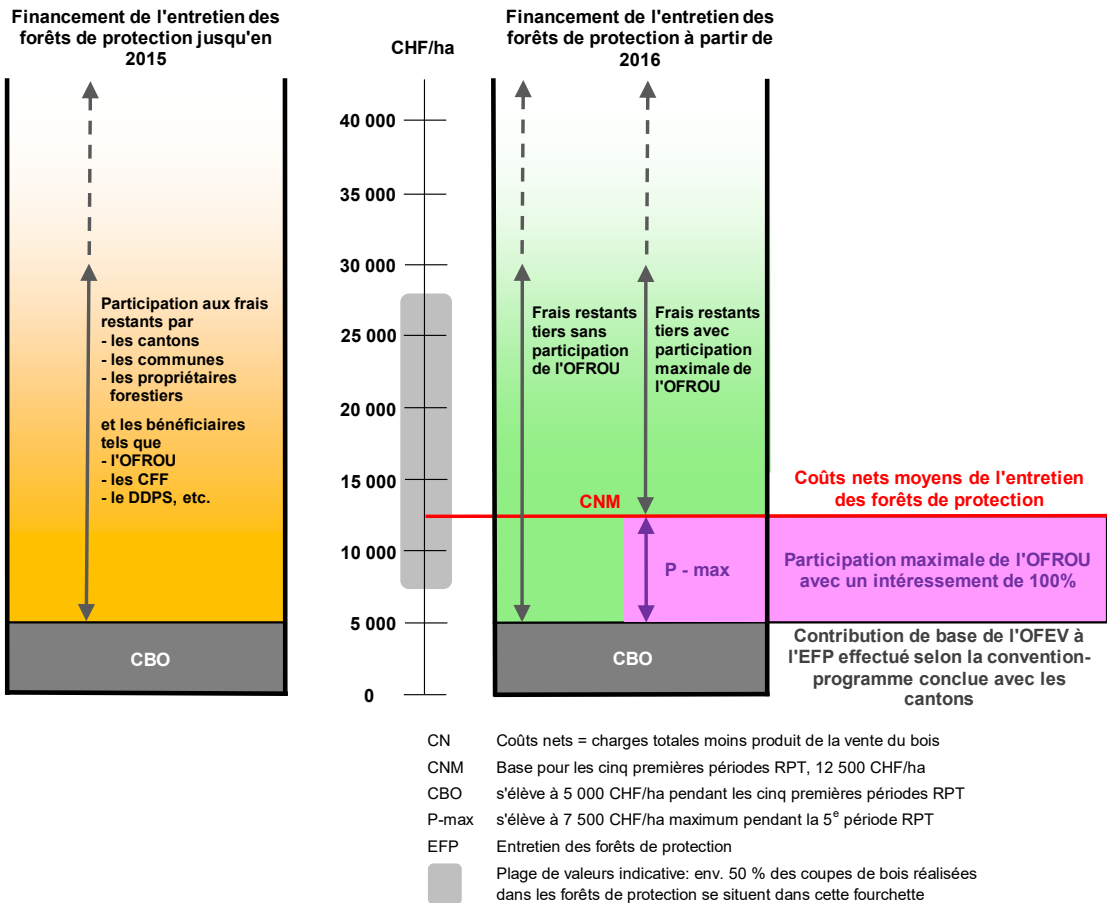 Financement de l'entretien des
forêts de protection jusqu'en
2015
CHF/ha
Financement de l'entretien des
forêts de protection à partir de
2016
40 000
35 000
30 000
25 000
20 000
15 000
10 000
5 000
0
Participation aux frais
restants par
- les cantons
- les communes
- les propriétaires
forestiers
et les bénéficiaires
tels que
- l'OFROU
- les CFF
- le DDPS, etc.
CBO
Frais restants
tiers sans
participation
de l'OFROU
Frais restants
tiers avec
participation
maximale de
l'OFROU
CNM
P - max
CBO
Coûts nets moyens de l'entretien
des forêts de protection
Participation maximale de l'OFROU
avec un intéressement de 100%
Contribution de base de l'OFEV à
l'EFP effectué selon la convention-
programme conclue avec les
cantons
CN Coûts nets = charges totales moins produit de la vente du bois
CNM Base pour les cinq premières périodes RPT, 12 500 CHF/ha
CBO s'élève à 5 000 CHF/ha pendant les cinq premières périodes RPT
P-max s'élève à 7 500 CHF/ha maximum pendant la 5e période RPT
EFP Entretien des forêts de protection
Plage de valeurs indicative: env. 50 % des coupes de bois réalisées
dans les forêts de protection se situent dans cette fourchette